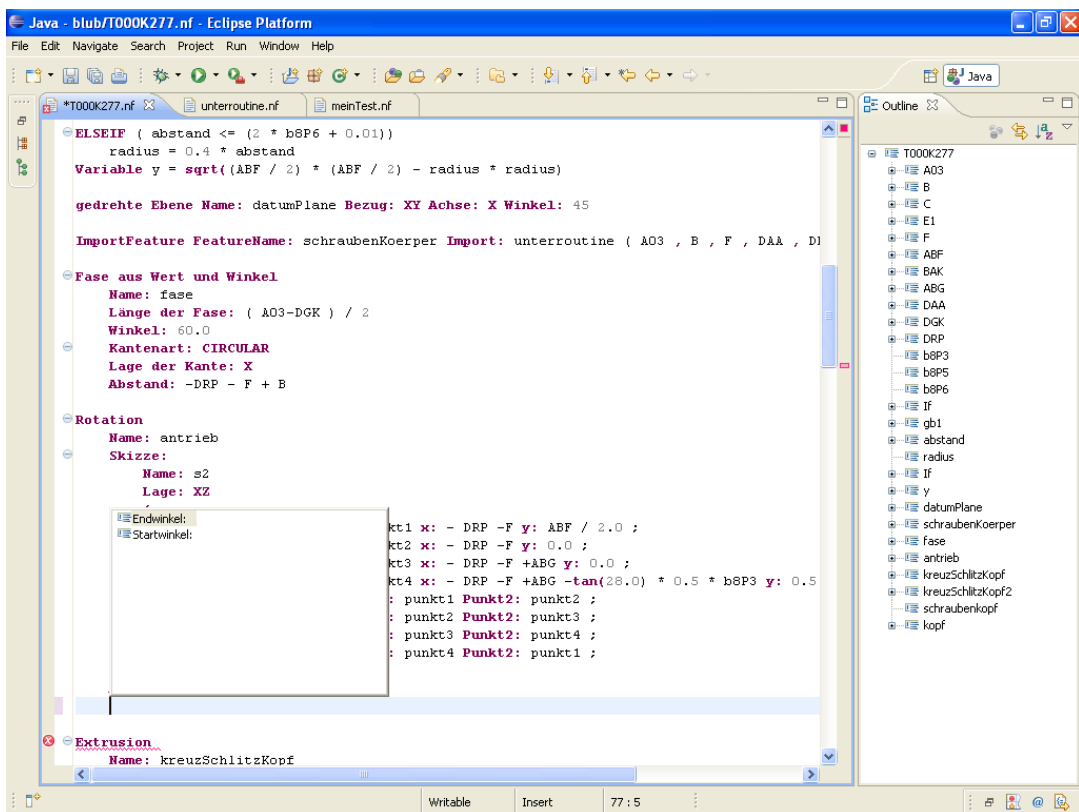 Java - blub/T000K277.nf - Eclipse Platform
File Edit Navigate Search Project Run Window Help
Java
*T000K277.nf
unterroutine.nf
meinTest.nf
ELSEIF ( abstand <= (2 * b8P6 + 0.01))
radius = 0.4 * abstand
Variable y = sqrt((ABF / 2) * (ABF / 2) - radius * radius)
gedrehte Ebene Name: datumPlane Bezug: XY Achse: X Winkel: 45
ImportFeature FeatureName: schraubenKoerper Import: unterroutine ( A03 , B , F , DAA ,
Fase aus Wert und Winkel
Name: fase
Länge der Fase: ( A03-DGK ) / 2
Winkel: 60.0
Kantenart: CIRCULAR
Lage der Kante: X
Abstand: -DRP - F + B
Rotation
Name: antrieb
Skizze:
Name: s2
Lage: XZ
Endwinkel:
Startwinkel:
kt1 x: - DRP -F y: ABF / 2.0 ;
kt2 x: - DRP -F y: 0.0 ;
kt3 x: - DRP -F +ABG y: 0.0 ;
kt4 x: - DRP -F +ABG -tan(28.0) * 0.5 * b8P3 y: 0.5
: punkt1 Punkt2: punkt2 ;
: punkt2 Punkt2: punkt3 ;
: punkt3 Punkt2: punkt4 ;
: punkt4 Punkt2: punkt1 ;
Extrusion
Name: kreuzSchlitzKopf
Outline
T000K277
A03
B
C
E1
F
ABF
BAK
ABG
DAA
DGK
DRP
b8P3
b8P5
b8P6
If
gb1
abstand
radius
If
y
datumPlane
schraubenKoerper
fase
antrieb
kreuzSchlitzKopf
kreuzSchlitzKopf2
schraubenkopf
kopf
Writable Insert 77 : 5